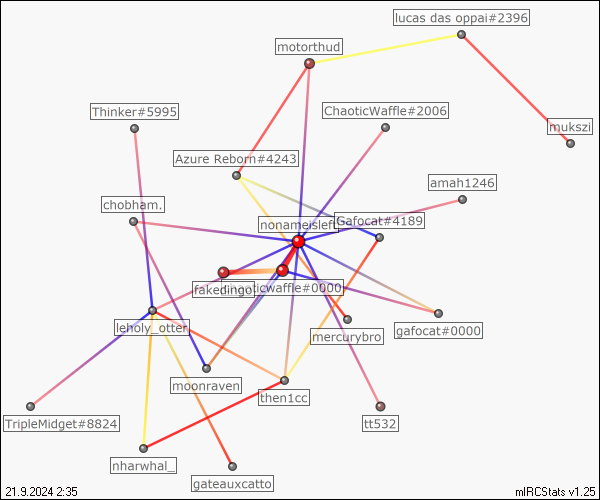 lucas das oppai#2396
motorthud
Thinker#5995
ChaoticWaffle#2006
mukszi
Azure Reborn#4243
amah1246
chobham.
nonameisleft
Gafocat#4189
fakedingo
waffle#0000
leholy_otter
mercurybro
gafocat#0000
moonraven
then1cc
TripleMidget#8824
tt532
nharwhal_
gateauxcatto
21.9.2024 2:35
mIRCStats v1.25